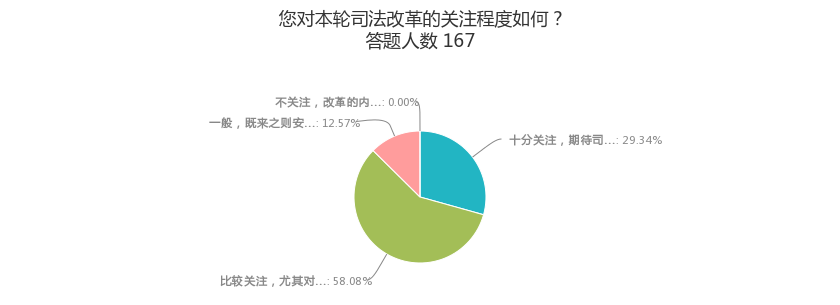 您对本轮司法改革的关注程度如何？
答题人数 167
不关注，改革的内...: 0.00%
一般，既来之则安...: 12.57%
十分关注，期待司...: 29.34%
比较关注，尤其对...: 58.08%